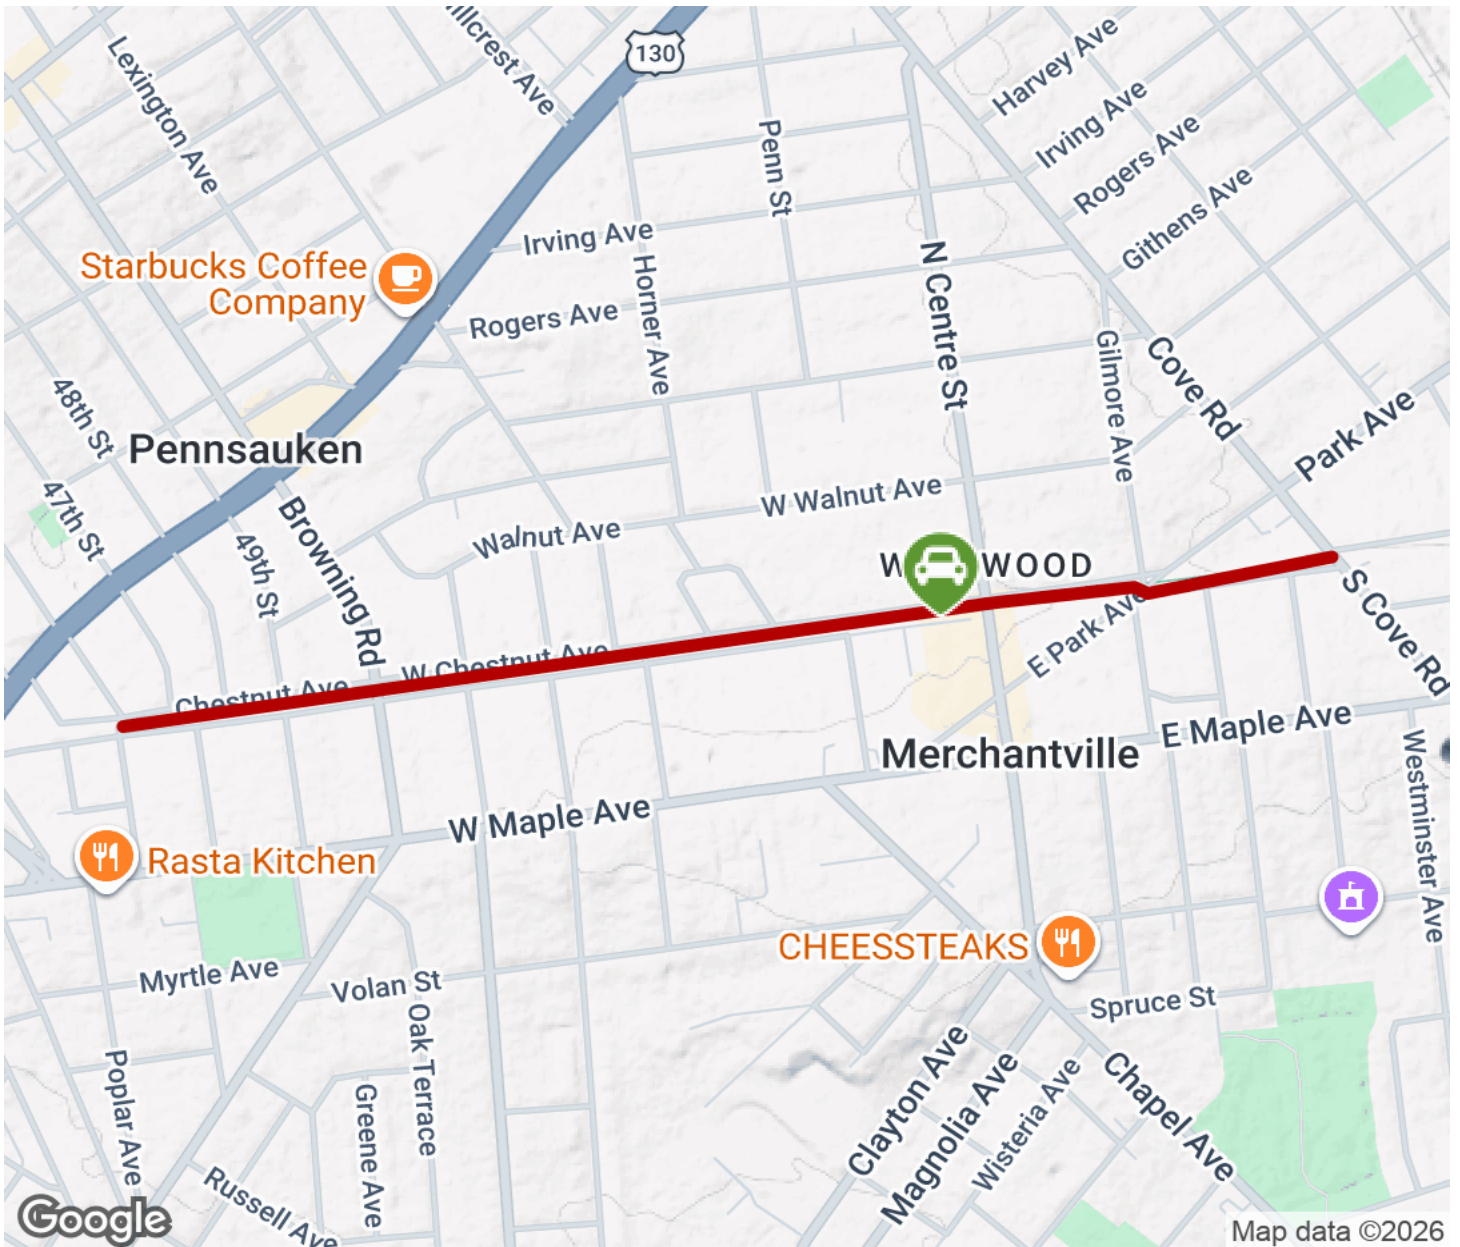 130
Lexington Ave
illcrest Ave
Harvey Ave
Irving Ave
Rogers Ave
Githens Ave
Penn St
Irving Ave
Horner Ave
N Centre St
Starbucks Coffee
Company
Rogers Ave
Gilmore Ave
Cove Rd
Park Ave
48th St
Pennsauken
47th St
49th St
Browning Rd
W Walnut Ave
Walnut Ave
W WOOD
S Cove Rd
E Park Ave
W Chestnut Ave
Chestnut Ave
E Maple Ave
Merchantville
Westminster Ave
W Maple Ave
Rasta Kitchen
CHEESSTEAKS
Myrtle Ave
Volan St
Oak Terrace
Spruce St
Poplar Ave
Greene Ave
Clayton Ave
Magnolia Ave
Wisteria Ave
Chapel Ave
Russell Ave
Google
Map data ©2026